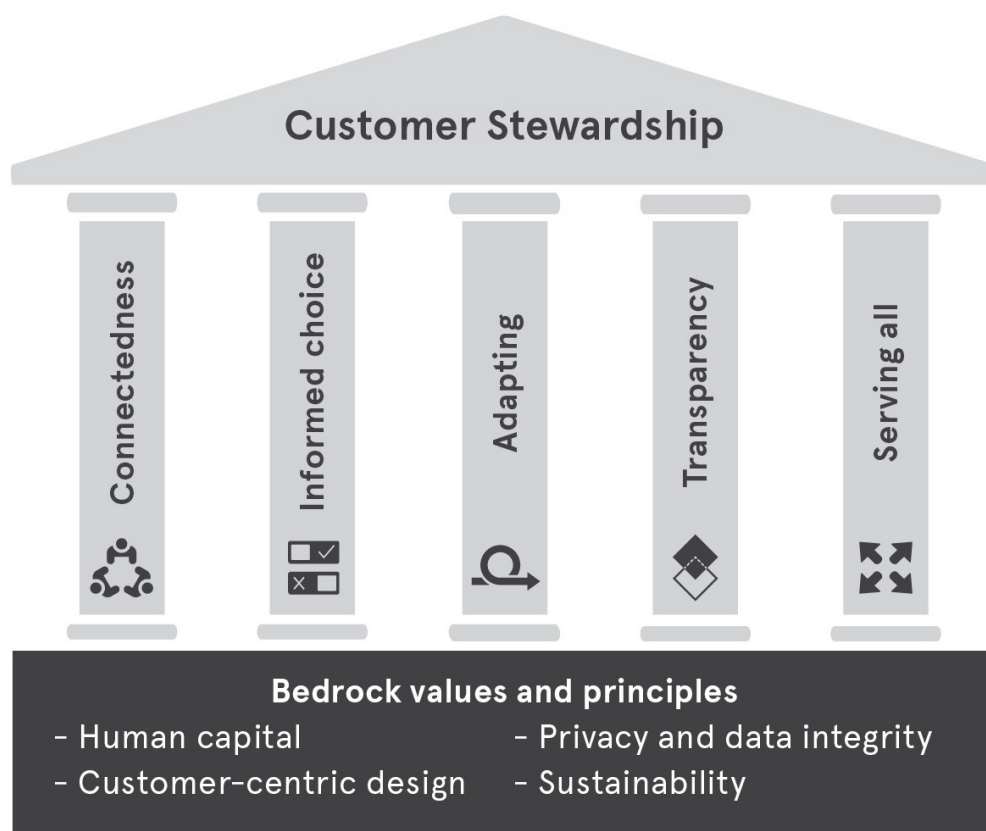 Customer Stewardship
Connectedness
Informed choice
Adapting
Transparency
Serving all
Bedrock values and principles
- Human capital
- Customer-centric design
- Privacy and data integrity
- Sustainability